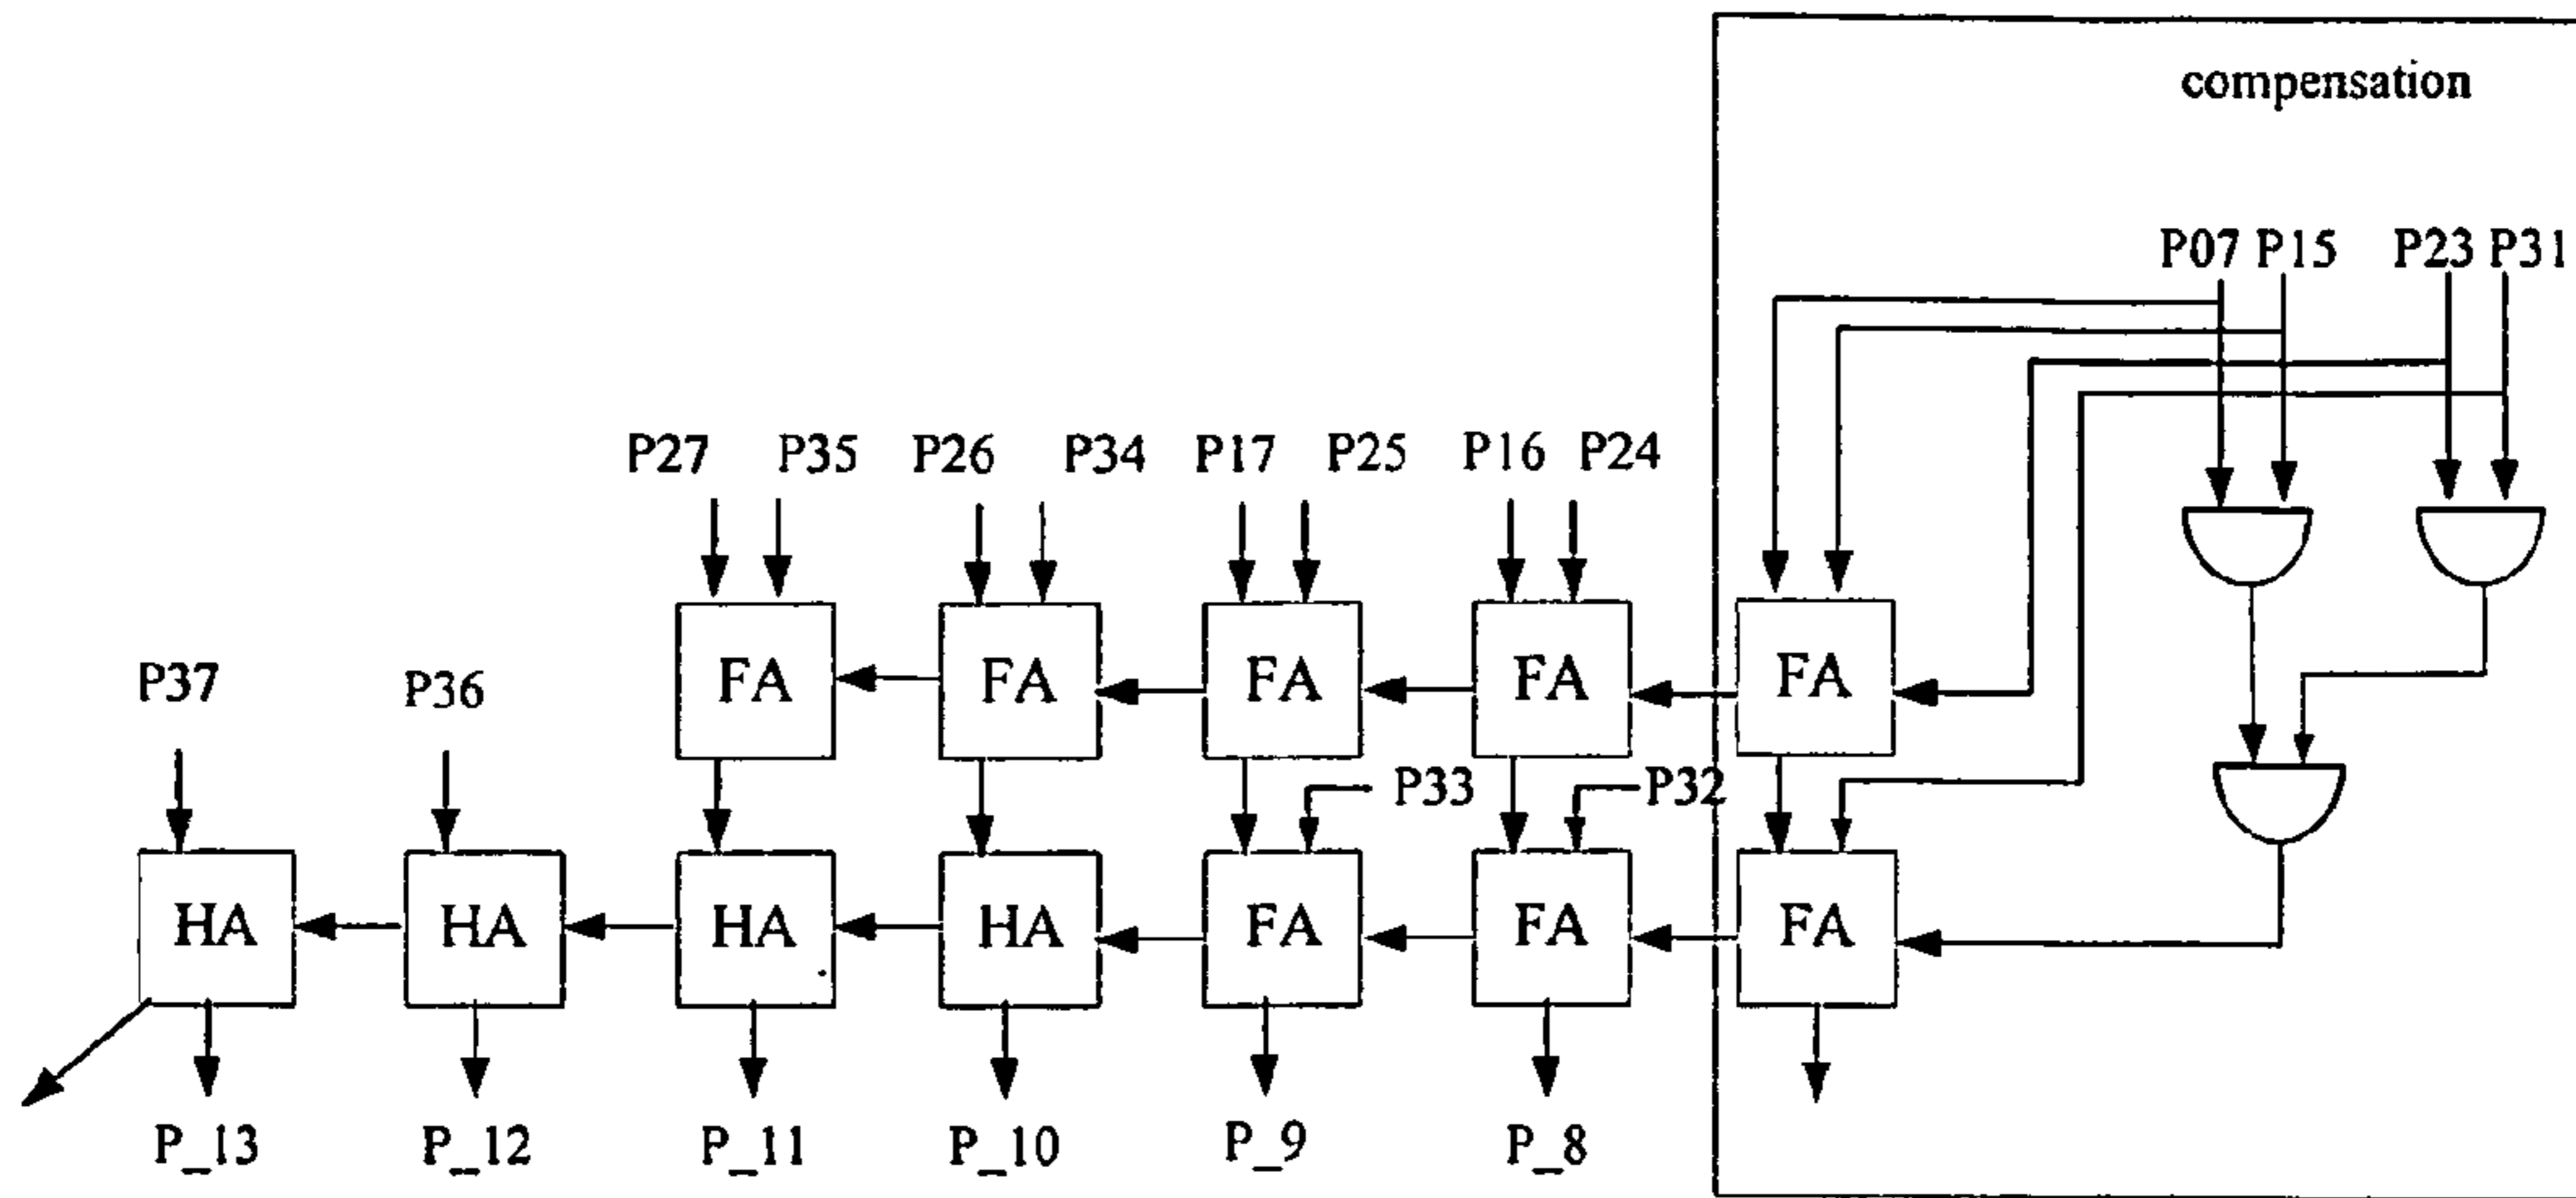 compensation
P07 P15 P23 P31
P27 P35 P26 P34 P17 P25 P16 P24
P37 P36 FA FA FA FA FA
P33 P32
HA HA HA HA FA FA FA
P_13 P_12 P_11 P_10 P_9 P_8